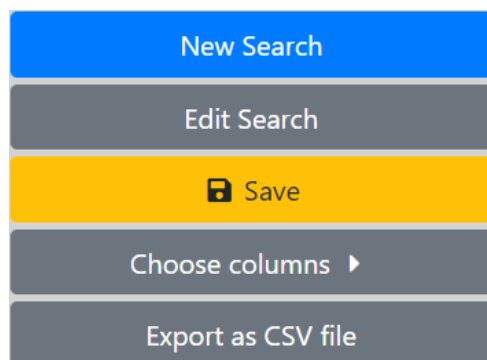 New Search
Edit Search
Save
Choose columns
Export as CSV file